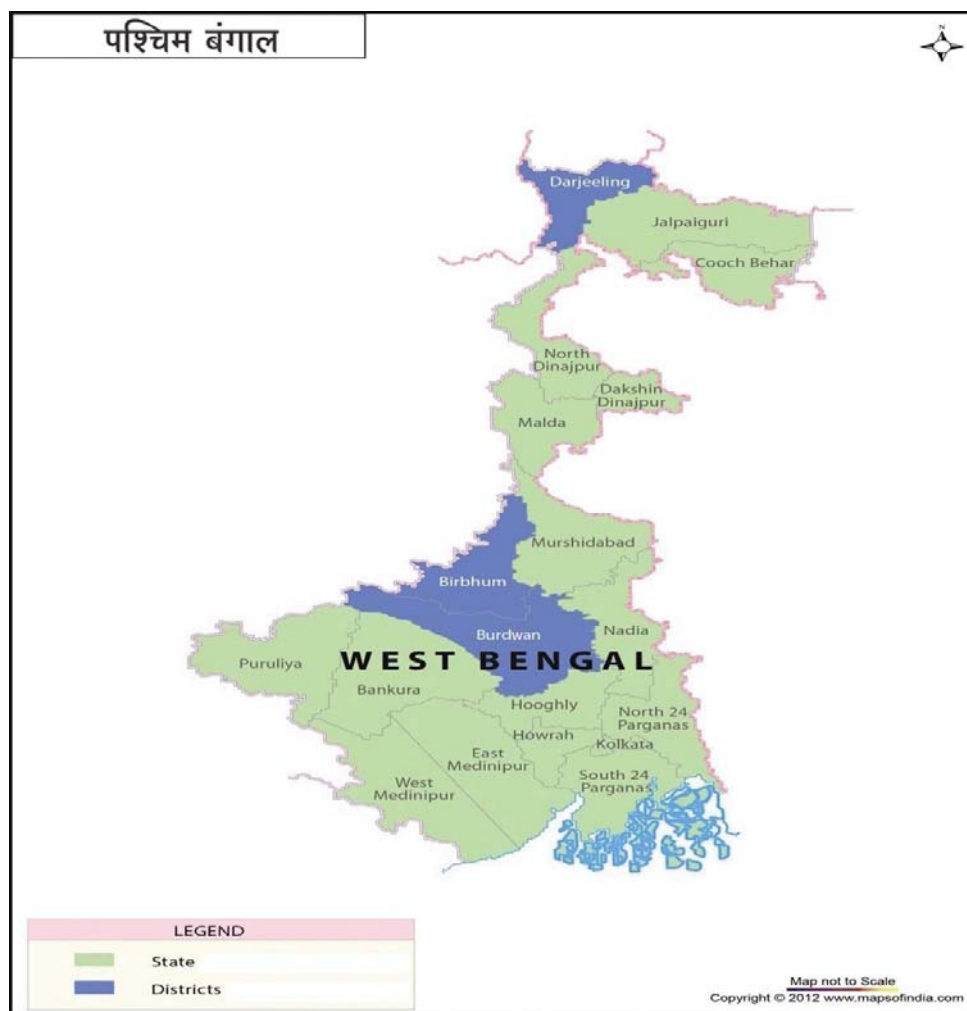 पश्चिम बंगाल
Darjeeling
Jalpaiguri
Cooch Behar
North
Dinajpur
Dakshin
Dinajpur
Malda
Murshidabad
Birbhum
Burdwan
Nadia
WEST BENGAL
Puruliya
Bankura
Hooghly
North 24
Parganas
Howrah
Kolkata
East
Medinipur
West
Medinipur
South 24
Parganas
LEGEND
State
Districts
Map not to Scale
Copyright © 2012 www.mapsofindia.com